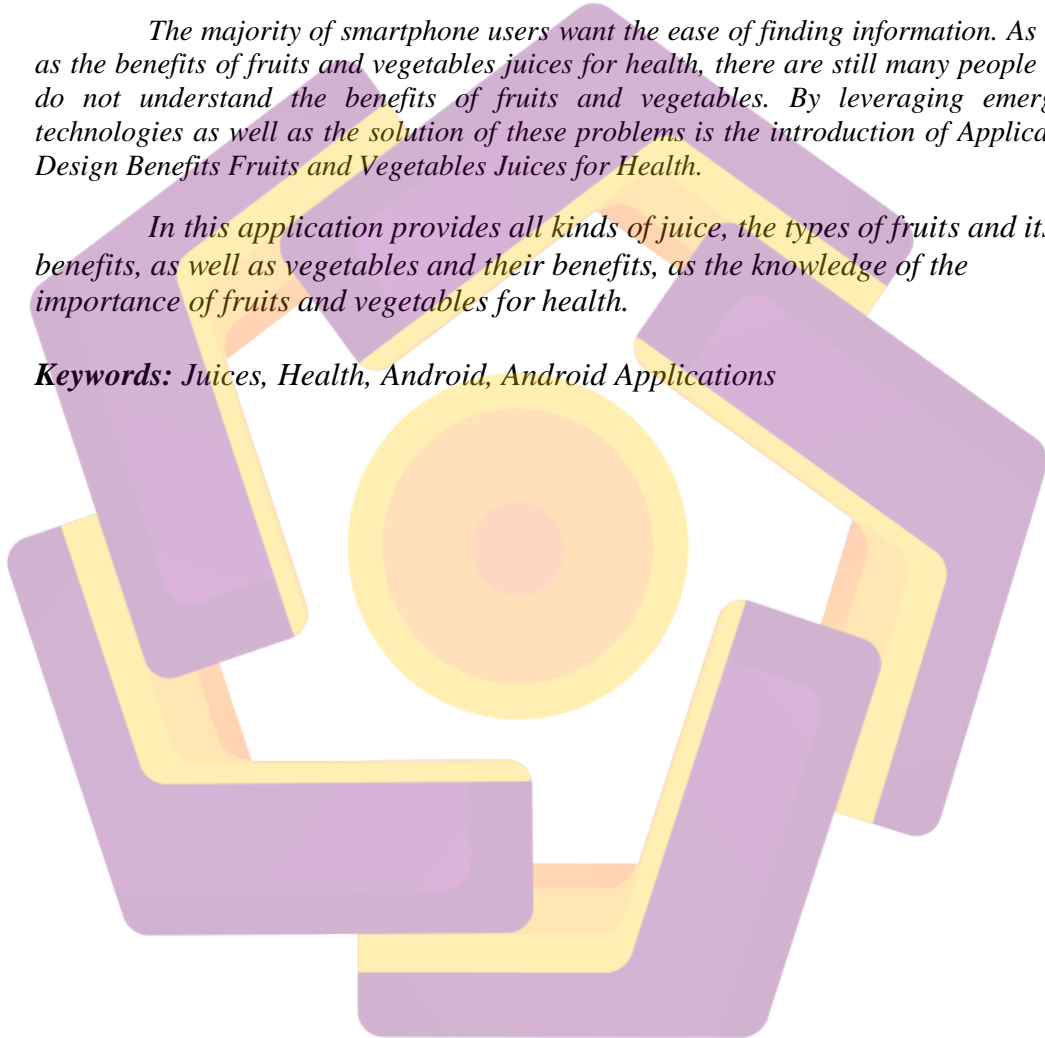 The majority of smartphone users want the ease of finding information. As
as the benefits of fruits and vegetables juices for health, there are still many people
do not understand the benefits of fruits and vegetables. By leveraging emerg
technologies as well as the solution of these problems is the introduction of Applica
Design Benefits Fruits and Vegetables Juices for Health.
In this application provides all kinds of juice, the types of fruits and its
benefits, as well as vegetables and their benefits, as the knowledge of the
importance of fruits and vegetables for health.
Keywords: Juices, Health, Android, Android Applications